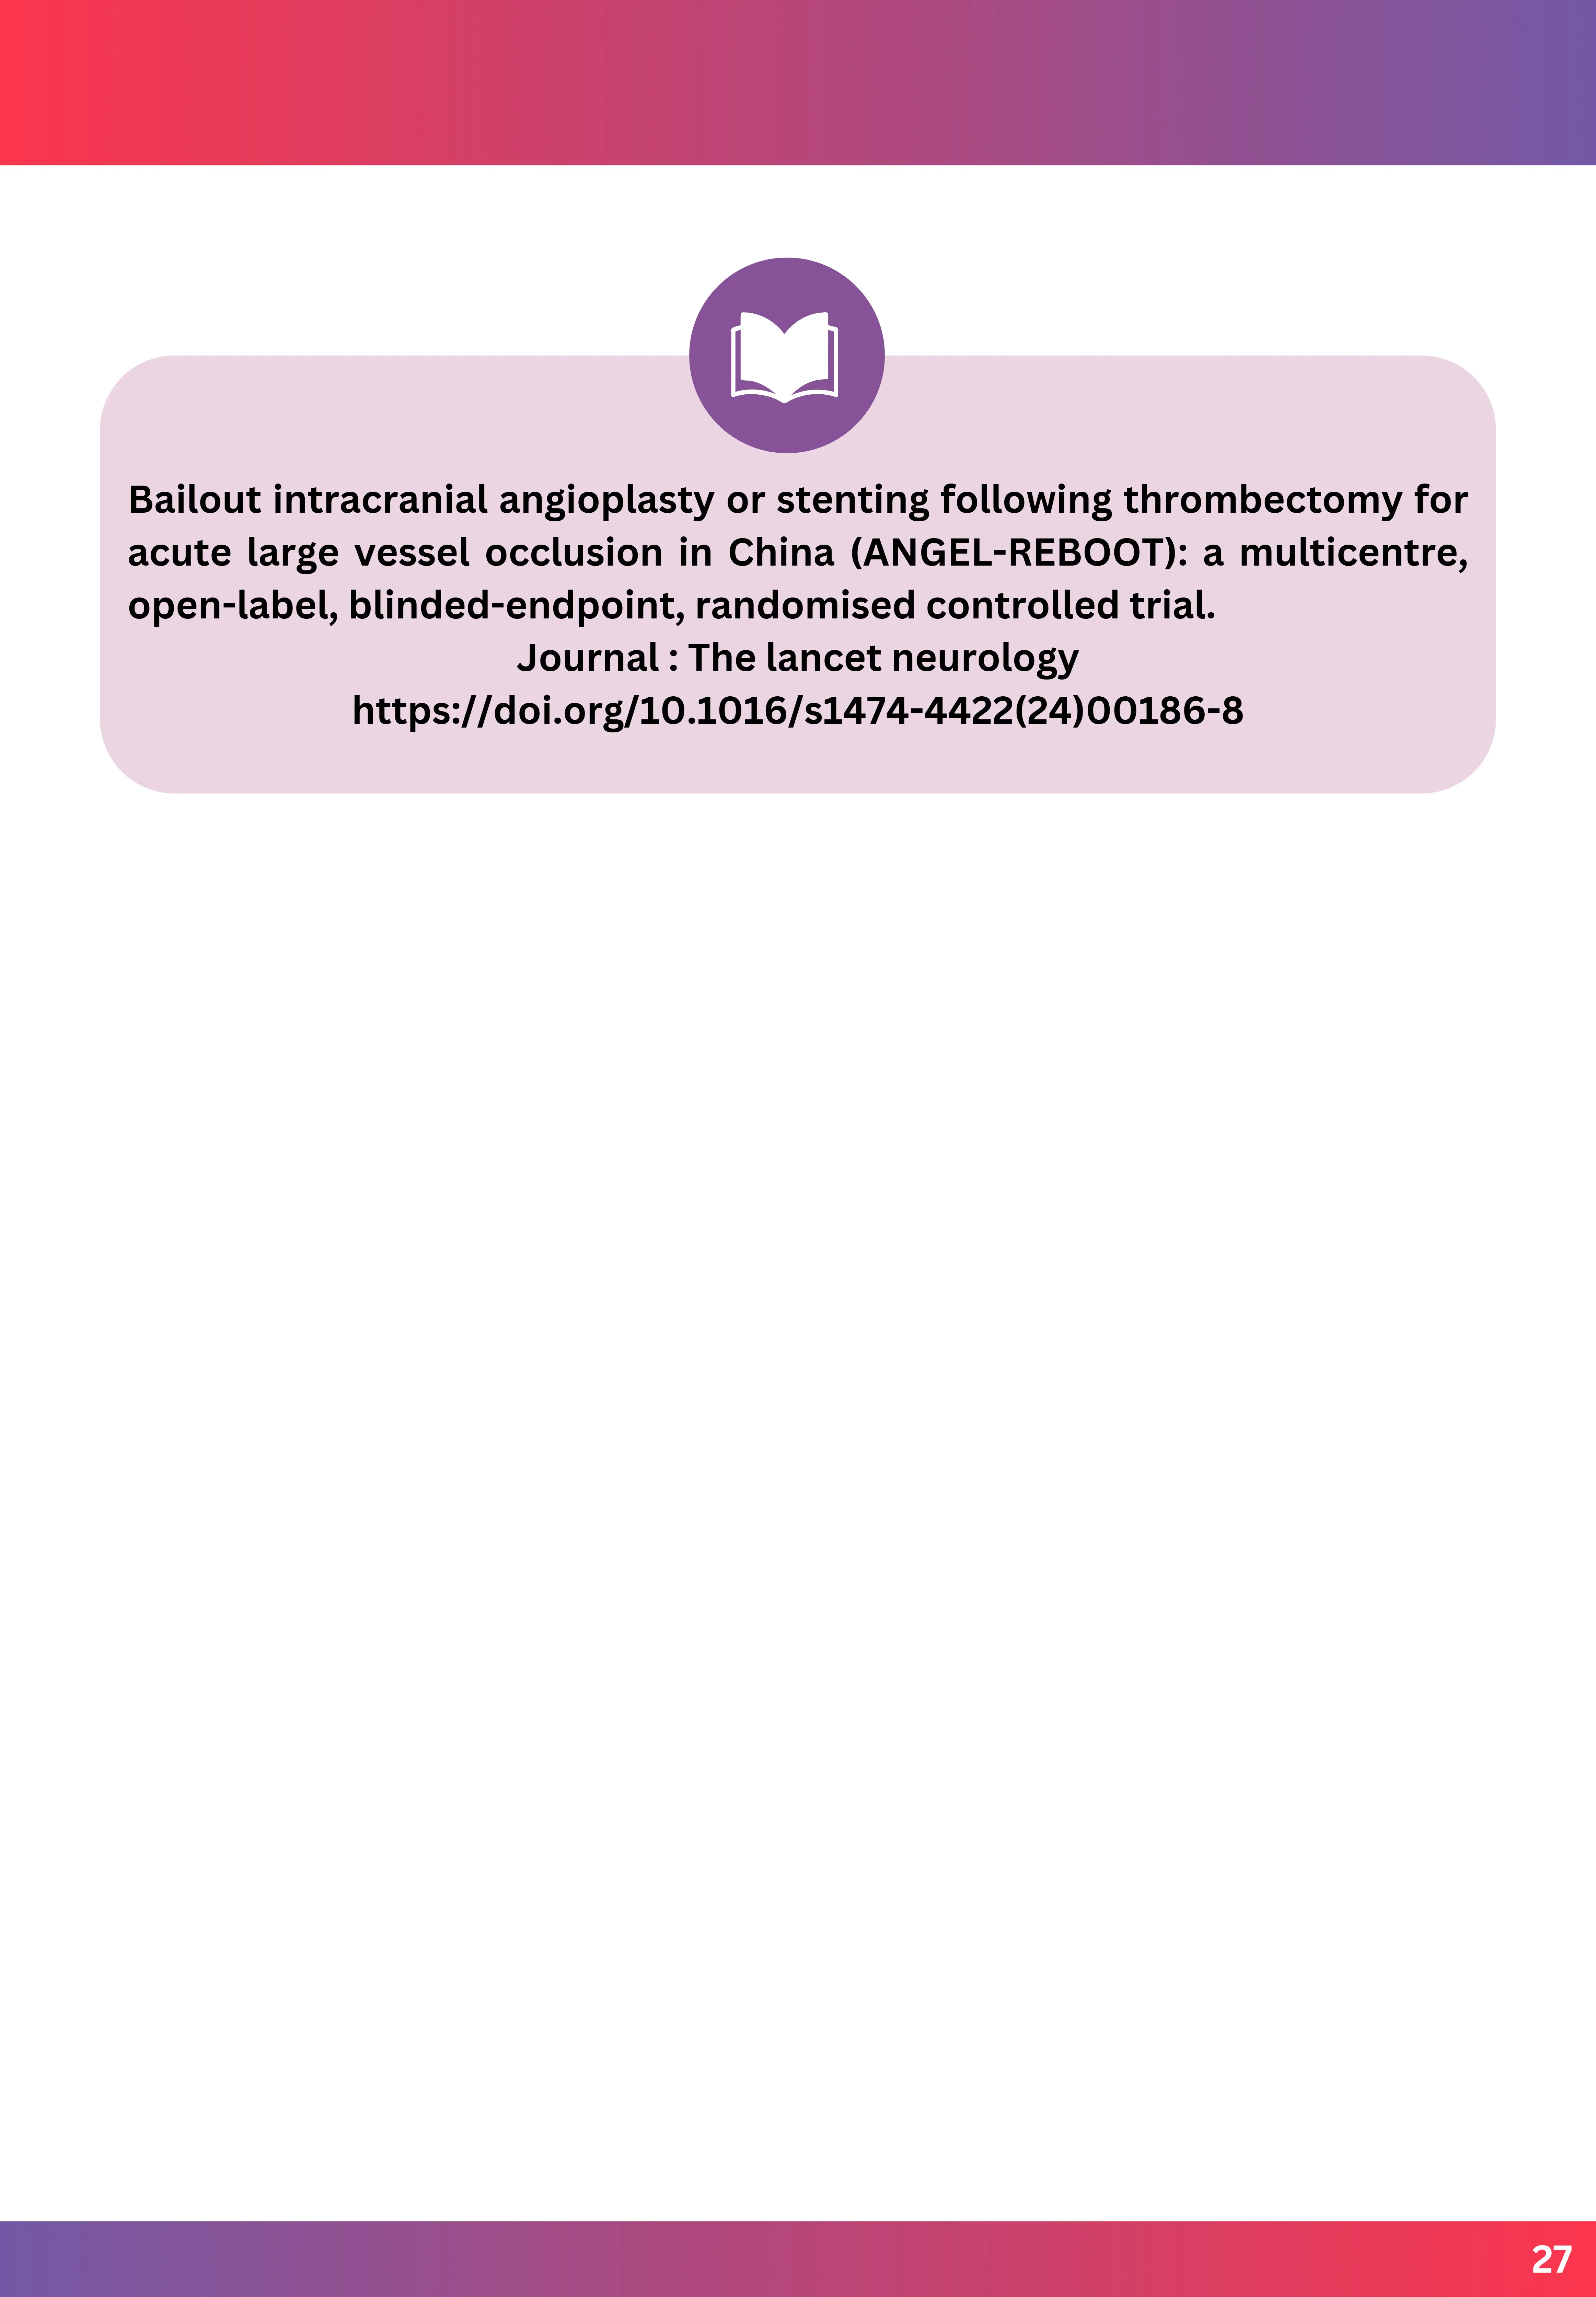 Bailout intracranial angioplasty or stenting following thrombectomy for
acute large vessel occlusion in China (ANGEL-REBOOT): a multicentre,
open-label, blinded-endpoint, randomised controlled trial.
Journal : The lancet neurology
https://doi.org/10.1016/s1474-4422(24)00186-8
27